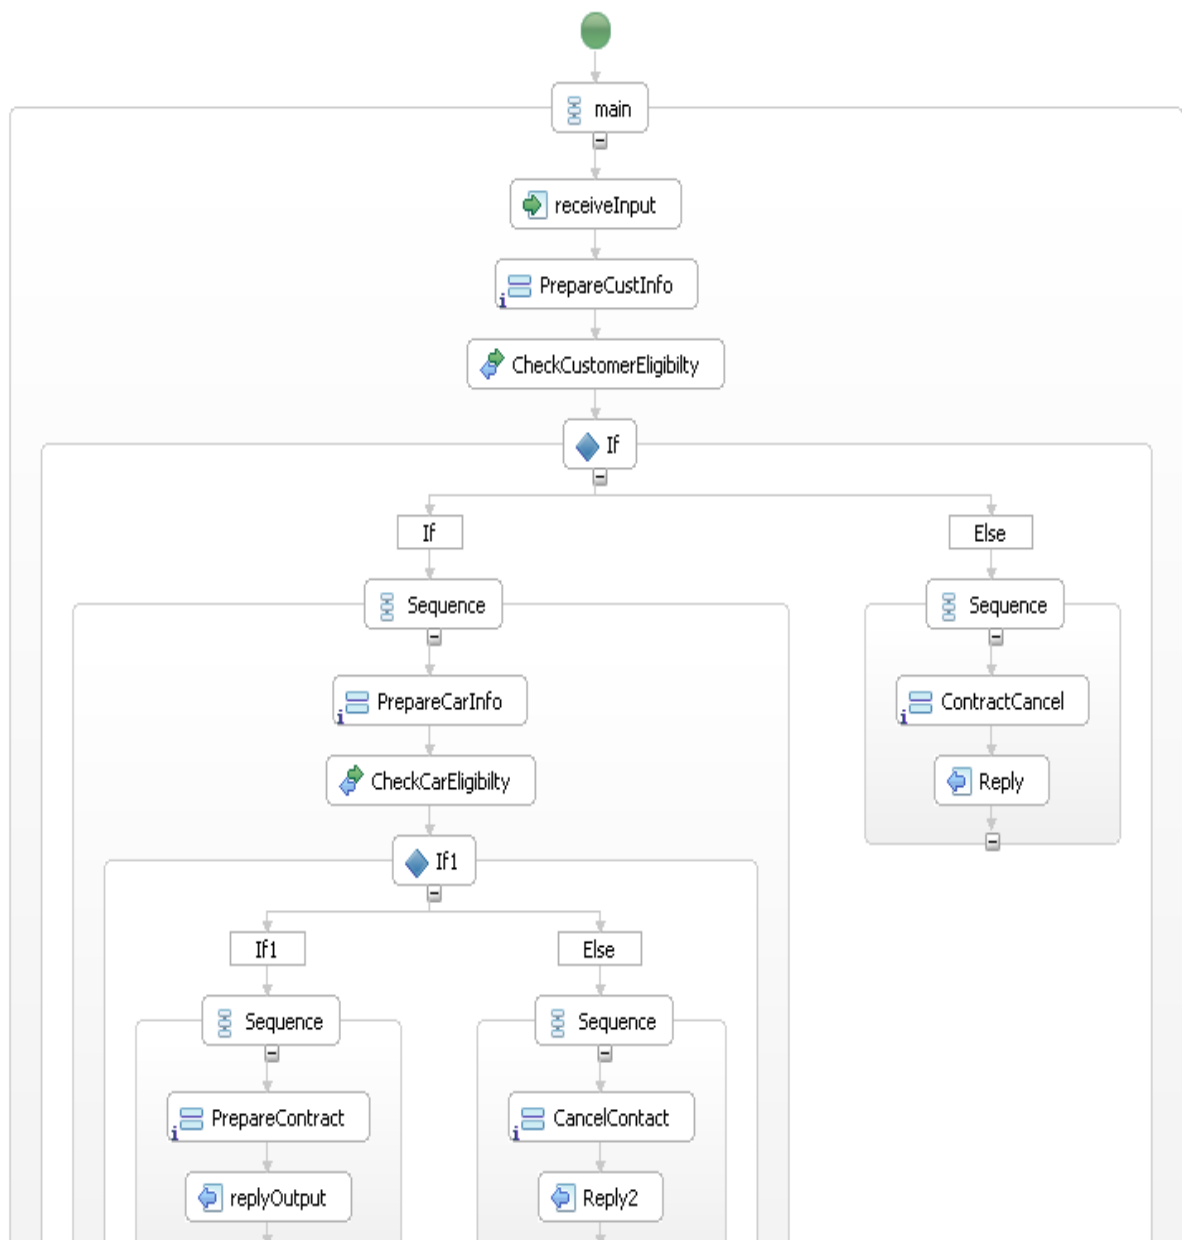 main
receiveInput
i PrepareCustInfo
CheckCustomerEligibilty
If
If
Else
Sequence
Sequence
i PrepareCarInfo
i ContractCancel
CheckCarEligibilty
Reply
If1
If1
Else
Sequence
Sequence
i PrepareContract
i CancelContact
replyOutput
Reply2